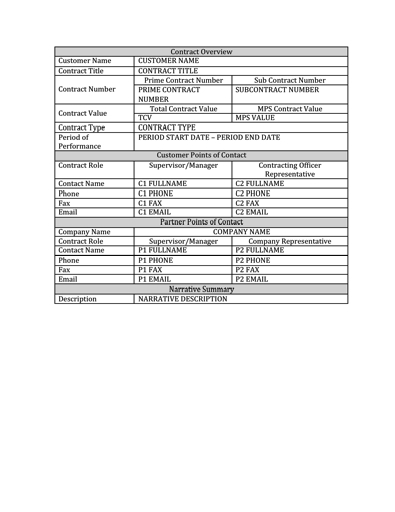 Contract Overview
Customer Name CUSTOMER NAME
Contract Title CONTRACT TITLE
Prime Contract Number Sub Contract Number
Contract Number PRIME CONTRACT SUBCONTRACT NUMBER
NUMBER
Total Contract Value MPS Contract Value
Contract Value
TCV MPS VALUE
Contract Type CONTRACT TYPE
Period of PERIOD START DATE – PERIOD END DATE
Performance
Customer Points of Contact
Contract Role Supervisor/Manager Contracting Officer
Representative
Contact Name C1 FULLNAME C2 FULLNAME
Phone C1 PHONE C2 PHONE
Fax C1 FAX C2 FAX
Email C1 EMAIL C2 EMAIL
Partner Points of Contact
Company Name COMPANY NAME
Contract Role Supervisor/Manager Company Representative
Contact Name P1 FULLNAME P2 FULLNAME
Phone P1 PHONE P2 PHONE
Fax P1 FAX P2 FAX
Email P1 EMAIL P2 EMAIL
Narrative Summary
Description NARRATIVE DESCRIPTION